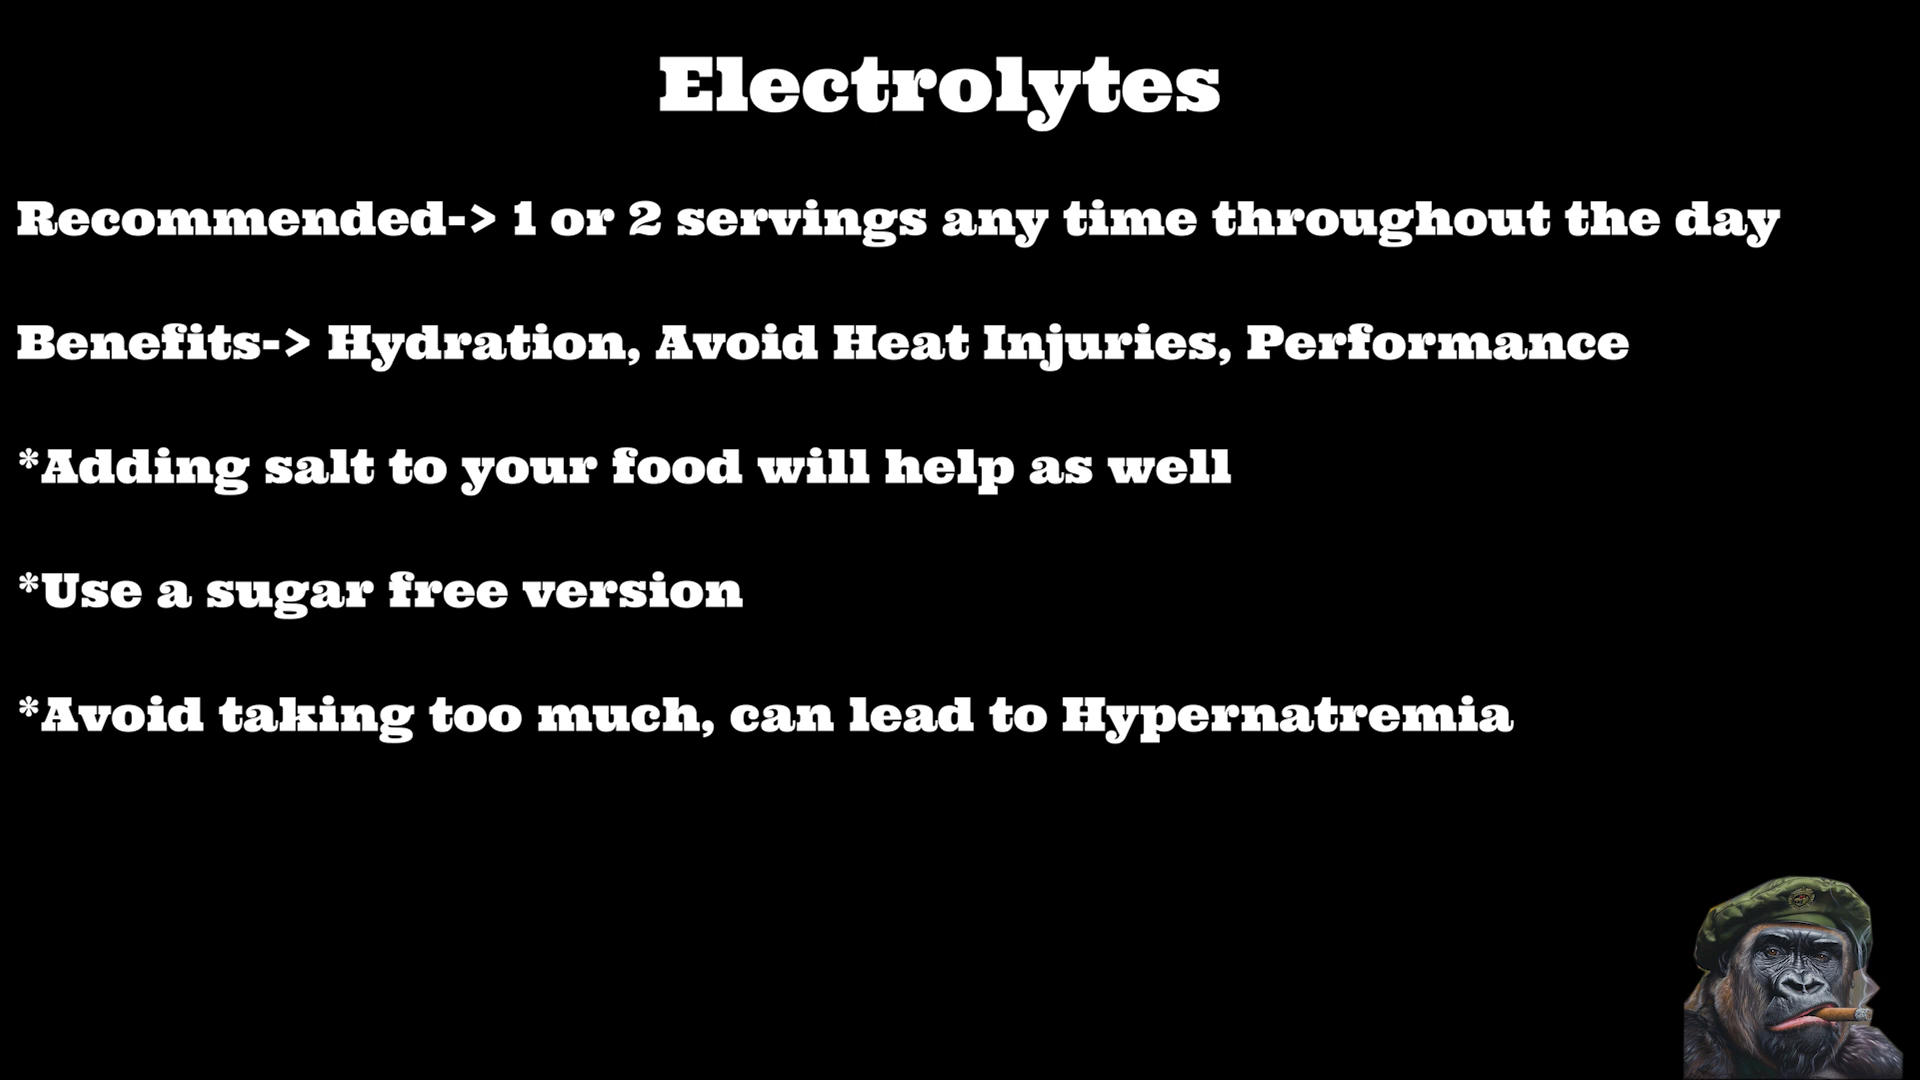 Electrolytes
Recommended-> 1 or 2 servings any time throughout the day
Benefits-> Hydration, Avoid Heat Injuries, Performance
*Adding salt to your food will help as well
*Use a sugar free version
*Avoid taking too much, can lead to Hypernatremia